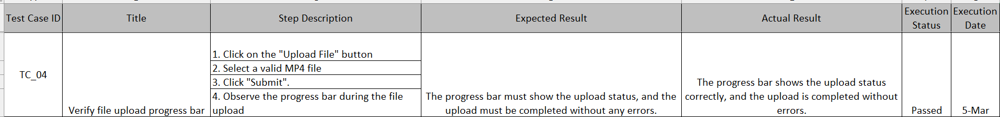 Test Case ID
Title
Step Description
Expected Result
Actual Result
Execution
Status
Execution
Date
TC_04
Verify file upload progress bar
1. Click on the "Upload File" button
2. Select a valid MP4 file
3. Click "Submit".
4. Observe the progress bar during the file
upload
The progress bar must show the upload status, and the
upload must be completed without any errors.
The progress bar shows the upload status
correctly, and the upload is completed without
errors.
Passed
5-Mar